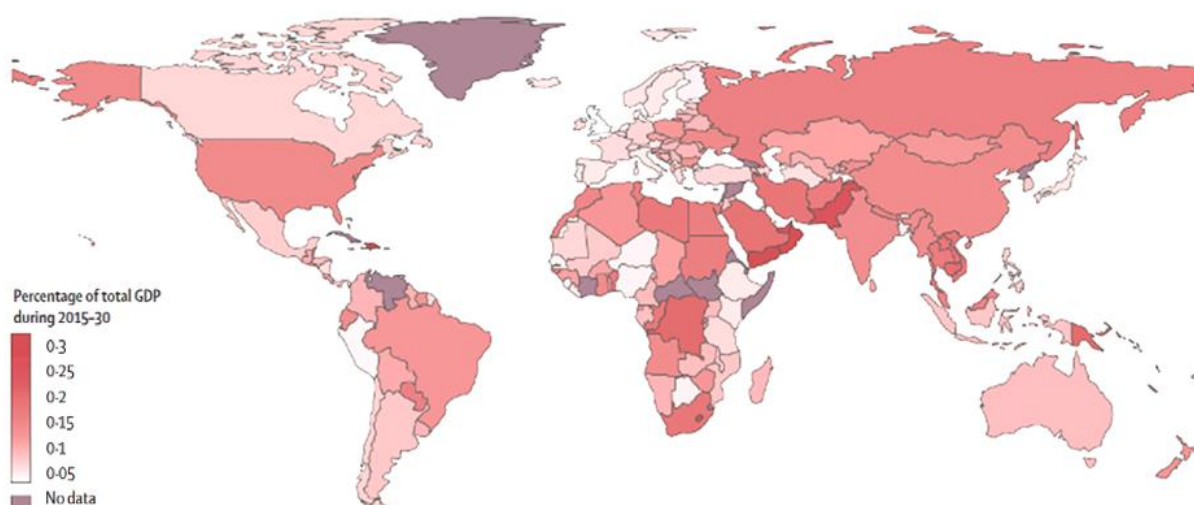 Percentage of total GDP
during 2015–30
0·3
0·25
0·2
0·15
0·1
0·05
No data